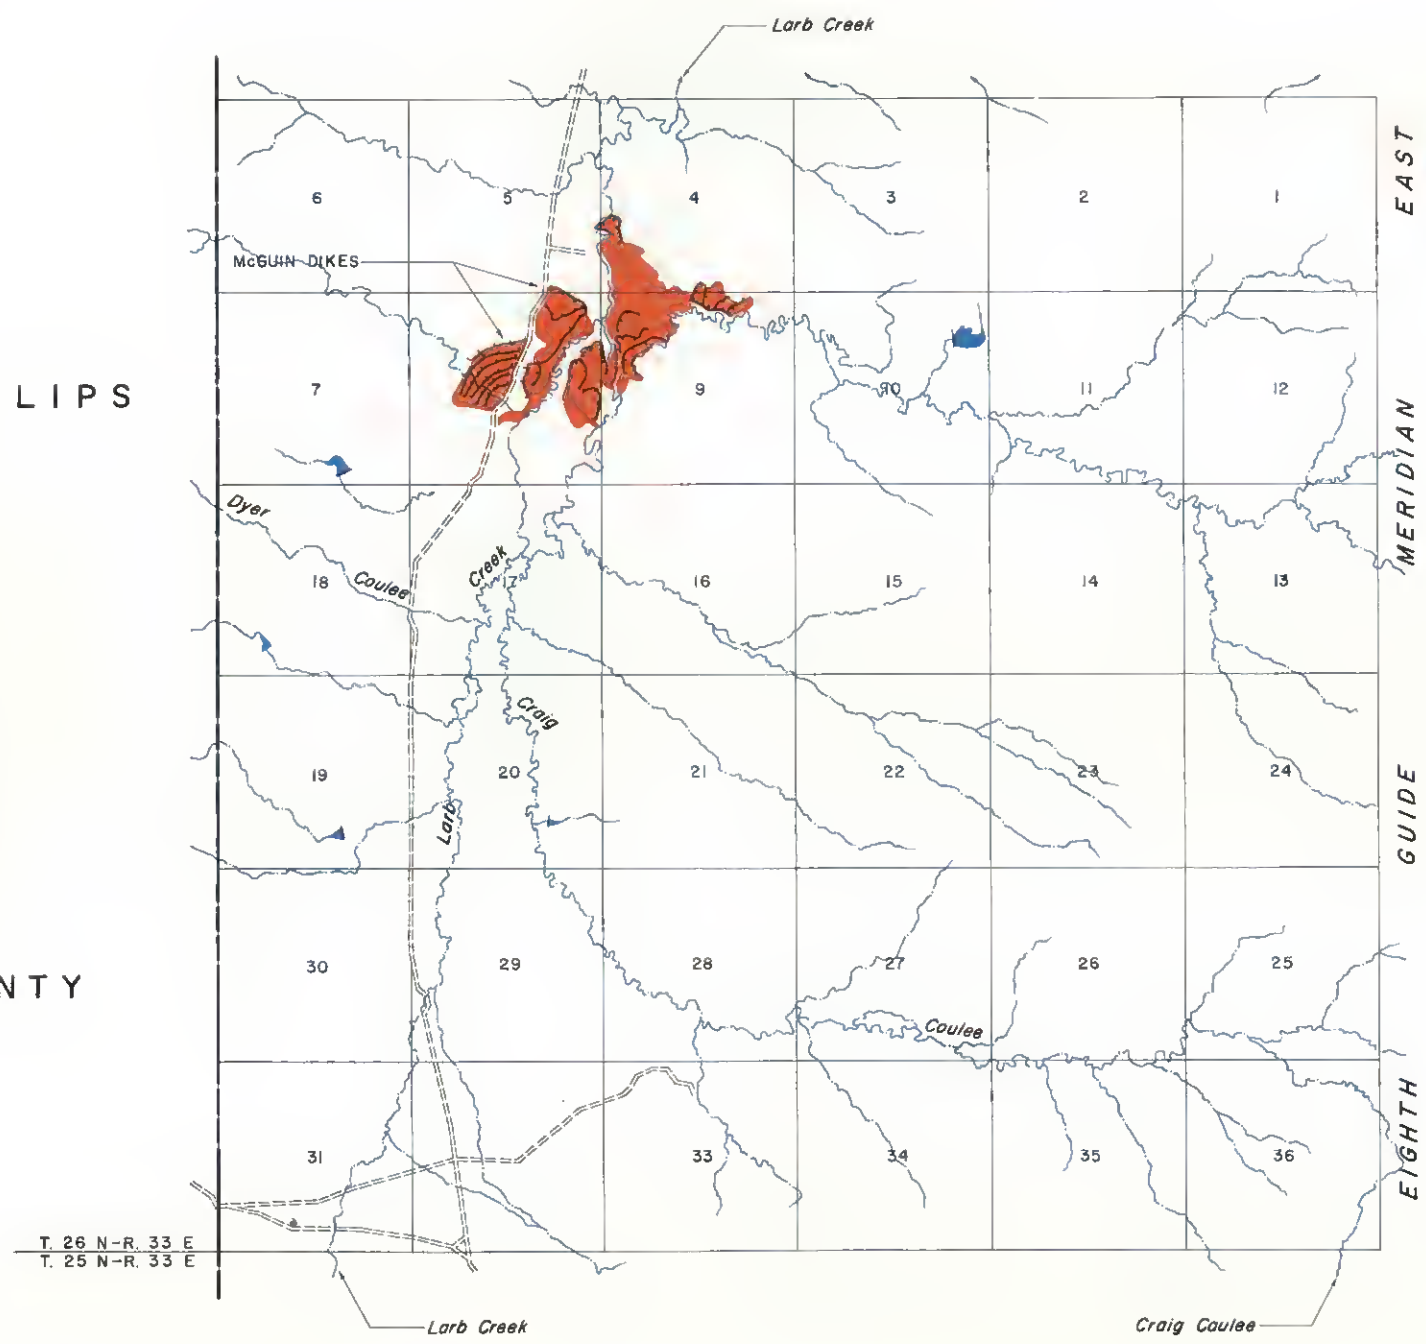 Larb Creek
6 5 4 3 2 1
EAST
McGUIN DIKES
LIPS
7 9 10 11 12
MERIDIAN
Dyer
Coulee
Creek
18 17 16 15 14 13
Craig
19 20 21 22 23 24
Larb
GUIDE
NTY
30 29 28 27 26 25
Coulee
31 33 34 35 36
EIGHTH
T. 26 N-R. 33 E
T. 25 N-R. 33 E
Larb Creek
Craig Coulee